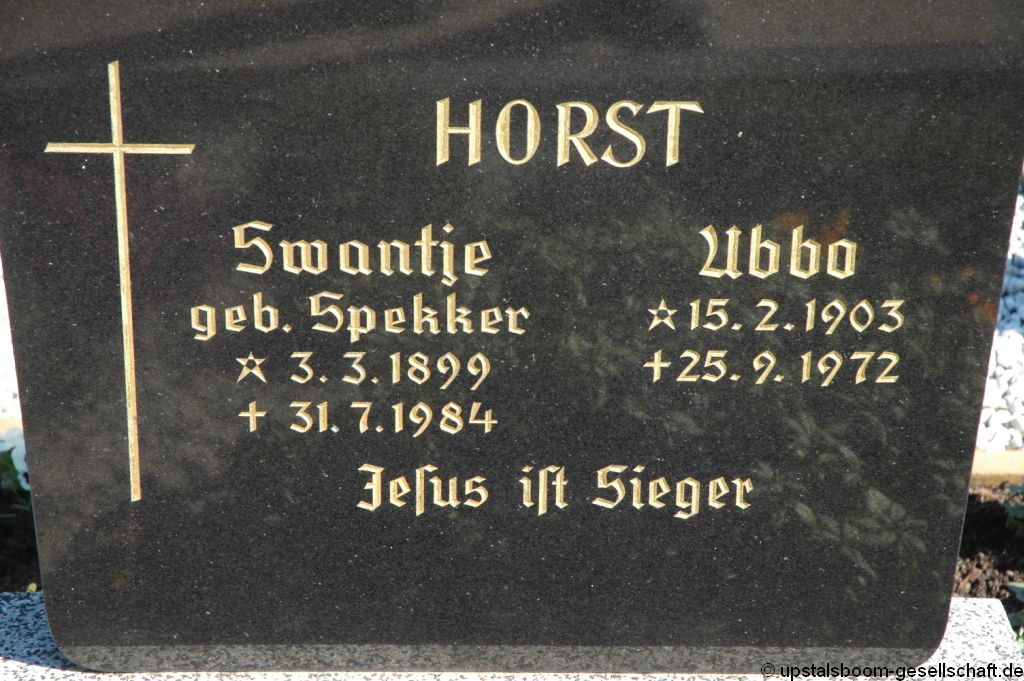 HORST
Swantje
geb. Spekker
☆ 3. 3. 1899
† 31. 7. 1984
Ubbo
☆ 15. 2. 1903
† 25. 9. 1972
Jeſus iſt Sieger
© upstalsboom-gesellschaft.de